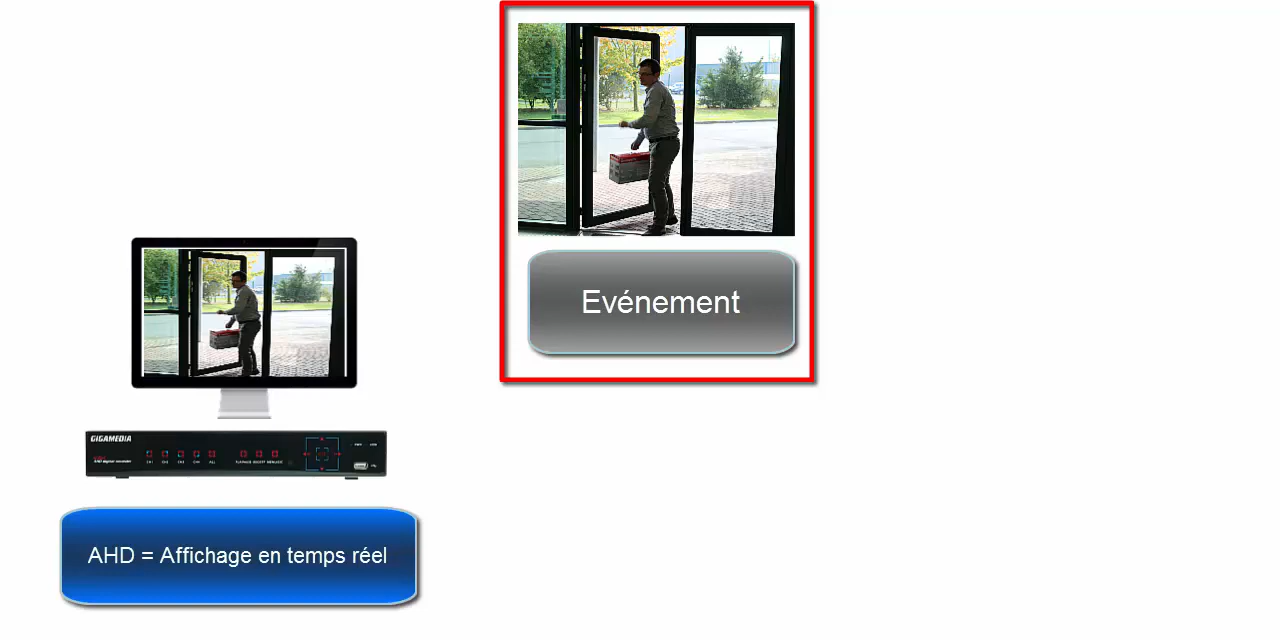 Evénement
GIGAMEDIA
AHD = Affichage en temps réel